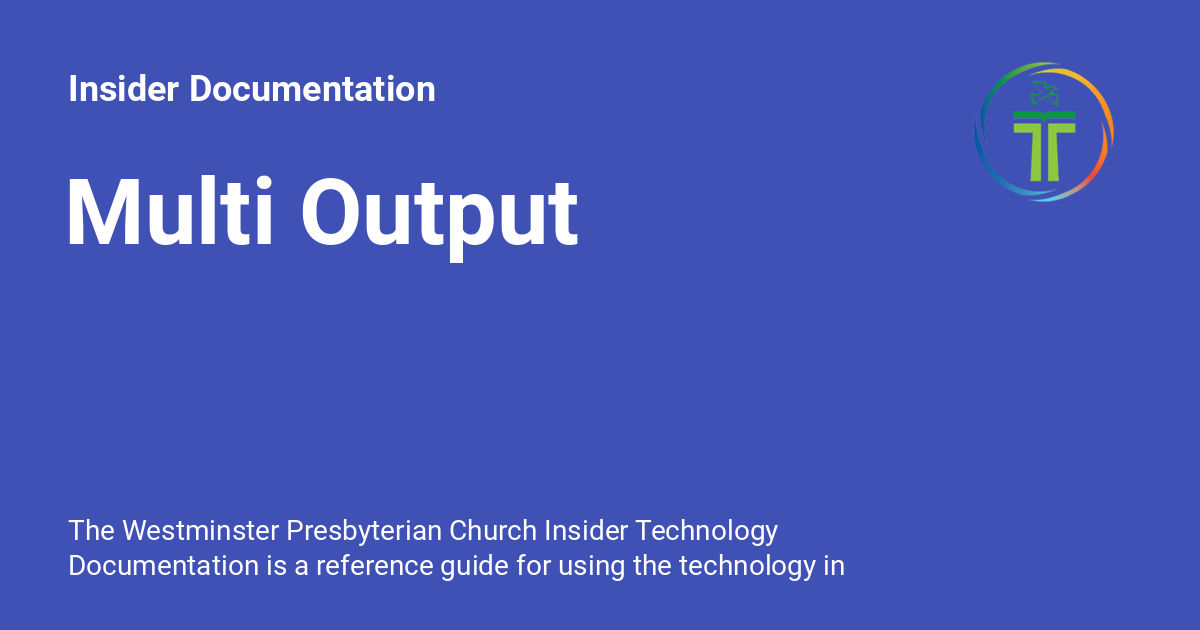 Insider Documentation
Multi Output
The Westminster Presbyterian Church Insider Technology
Documentation is a reference guide for using the technology in